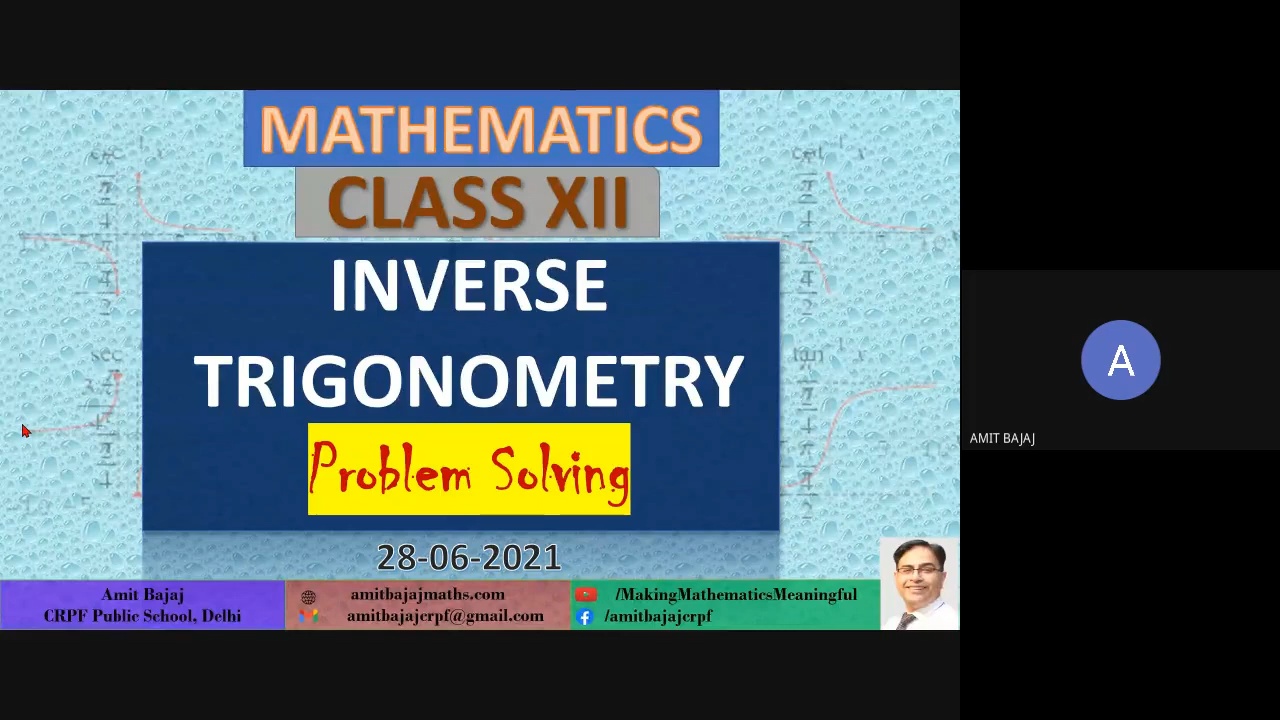 MATHEMATICS
CLASS XII
INVERSE
TRIGONOMETRY
Problem Solving
28-06-2021
Amit Bajaj
CRPF Public School, Delhi
amitbajajmaths.com
amitbajajcrpf@gmail.com
/MakingMathematicsMeaningful
/amitbajajcrpf
A
AMIT BAJAJ